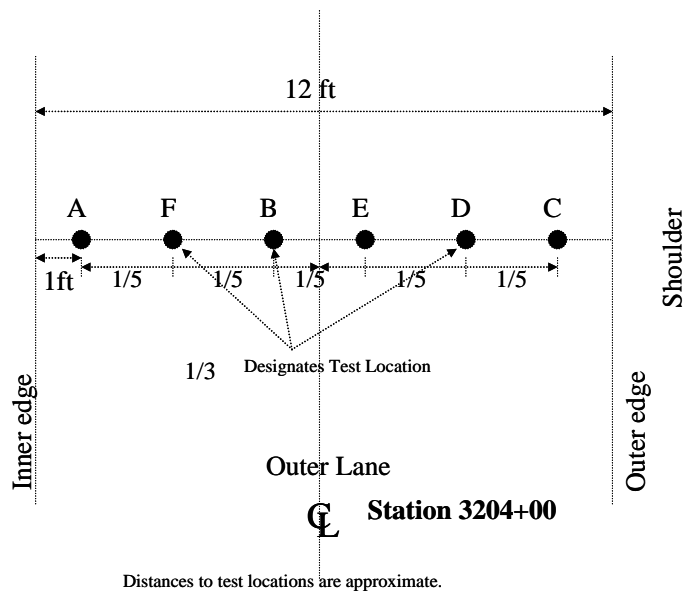 12 ft
A F B E D C
1ft 1/5 1/5 1/5 1/5 1/5
Shoulder
1/3 Designates Test Location
Inner edge
Outer edge
Outer Lane
CL Station 3204+00
Distances to test locations are approximate.